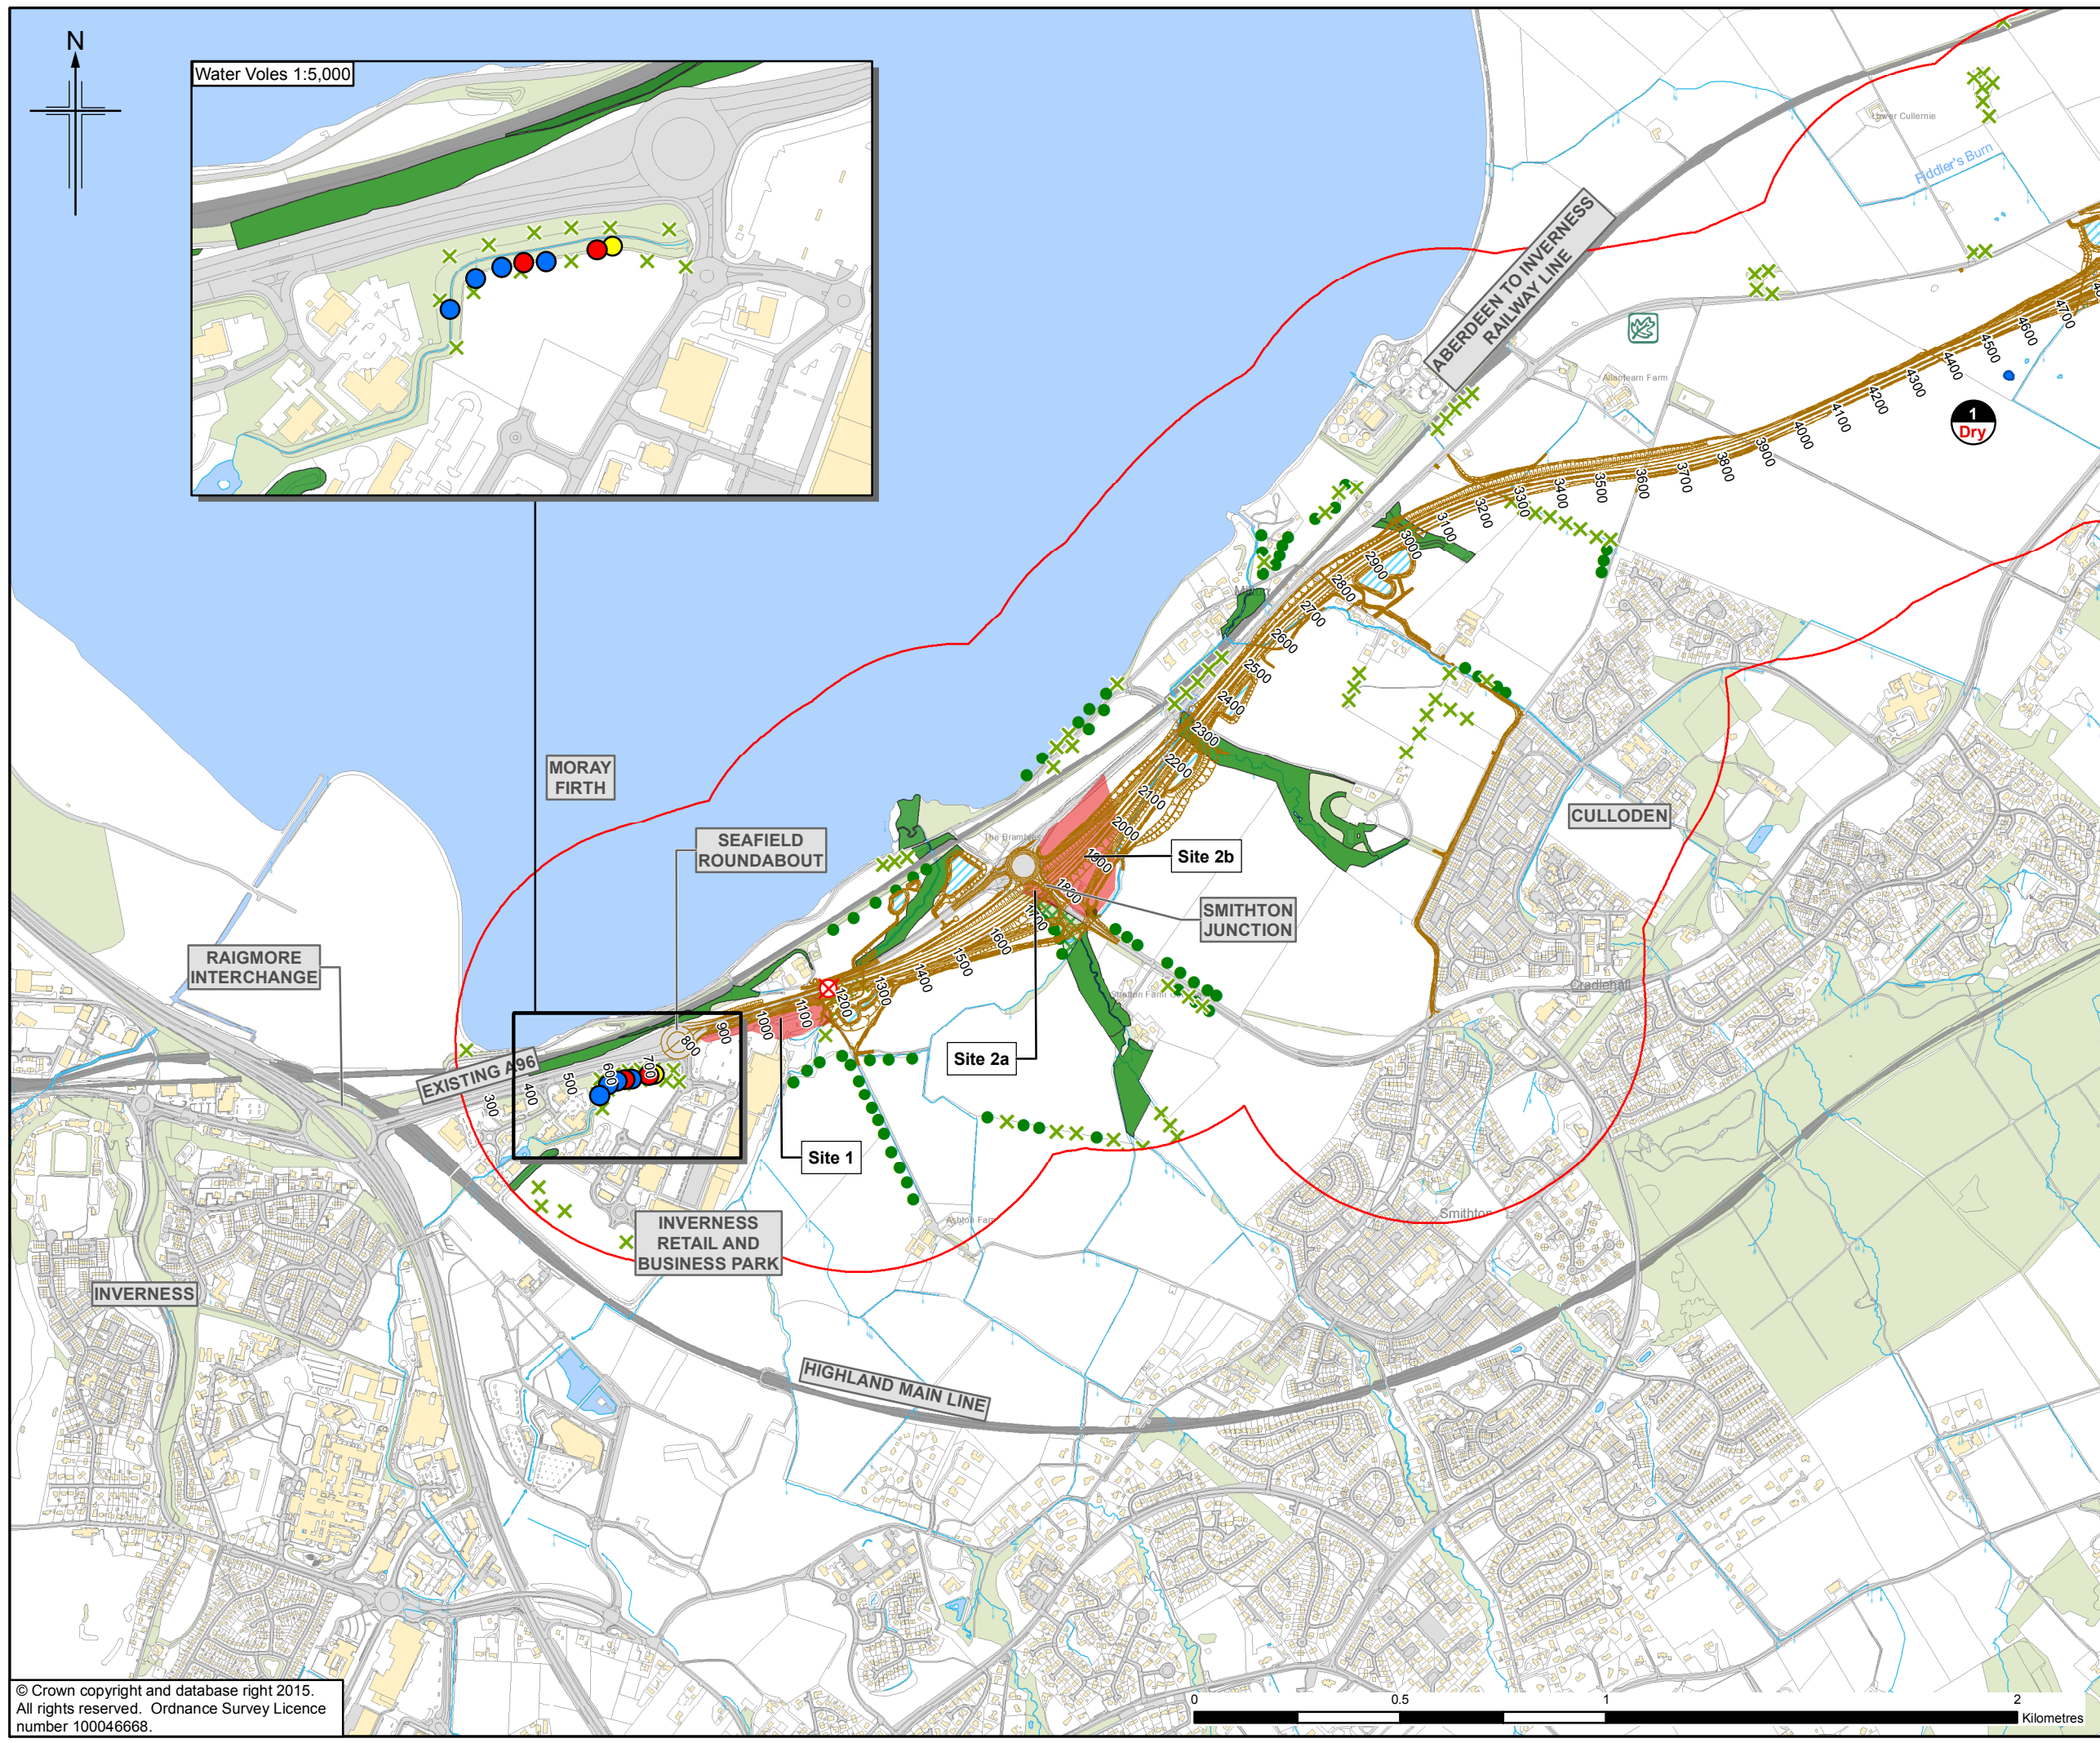 N
Water Voles 1:5,000
Lower Cullernie
Fiddler's Burn
ABERDEEN TO INVERNESS
RAILWAY LINE
Allanfearn Farm
1
Dry
4700
4600
4500
4400
4300
4200
4100
4000
3900
3800
3700
3600
3500
3400
3300
3200
3100
3000
2900
2800
2700
2600
2500
2400
2300
2200
2100
2000
1900
1800
1700
1600
1500
1400
1300
1200
1100
1000
900
800
700
600
500
400
300
MORAY
FIRTH
SEAFIELD
ROUNDABOUT
The Brambles
Site 2b
CULLODEN
SMITHTON
JUNCTION
RAIGMORE
INTERCHANGE
Cradlehall
Stratton Farm
Site 2a
EXISTING A96
Site 1
Ashton Farm
Smithton
INVERNESS
RETAIL AND
BUSINESS PARK
INVERNESS
HIGHLAND MAIN LINE
© Crown copyright and database right 2015.
All rights reserved. Ordnance Survey Licence
number 100046668.
0
0.5
1
2
Kilometres